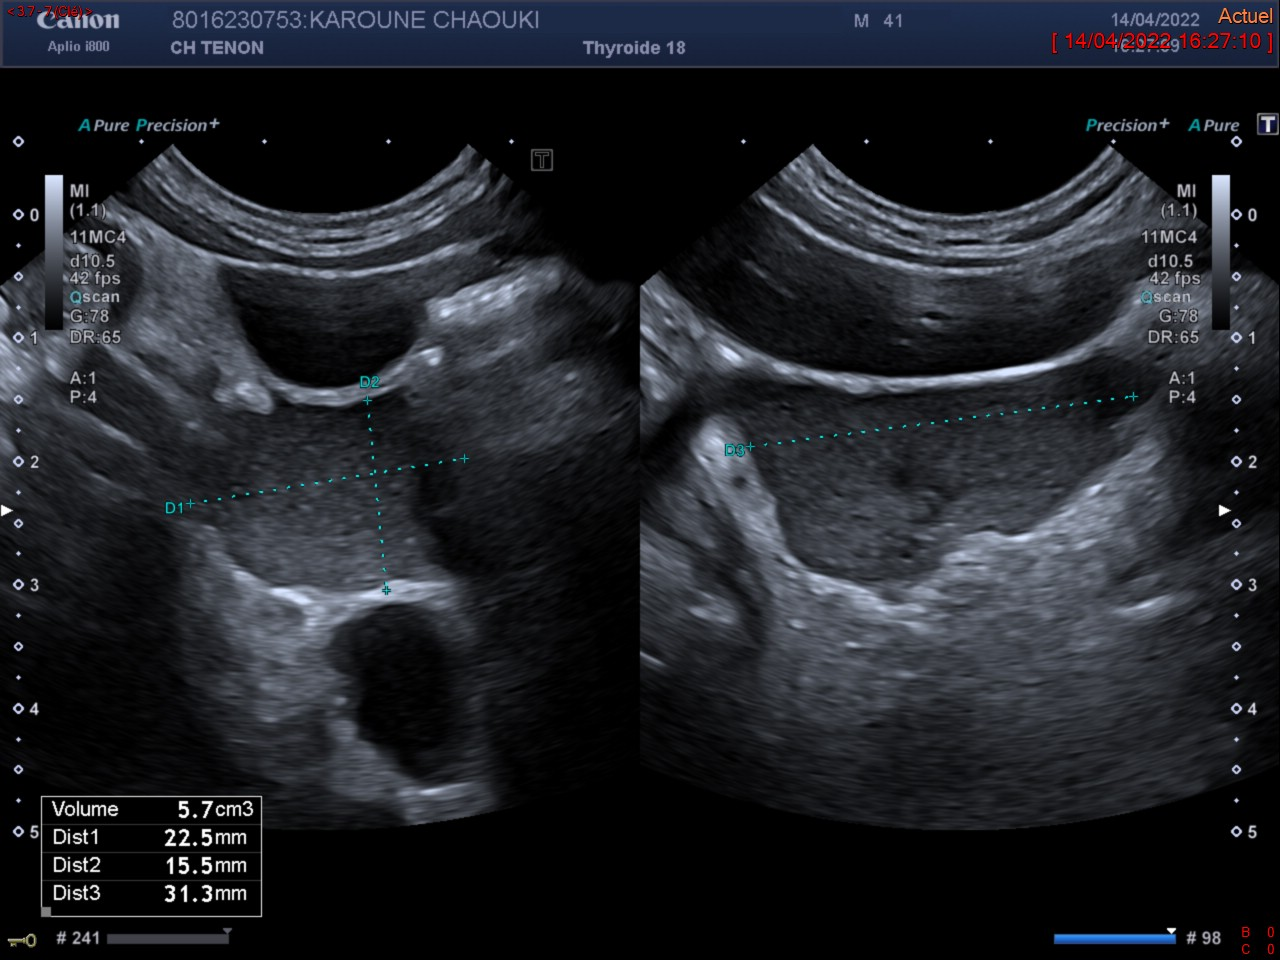 <3.7~7(Clé)>
Canon 8016230753:KAROUNE CHAOUKI M 41 14/04/2022 Actuel
Aplio i800 CH TENON Thyroide 18 [ 14/04/2022 16:27:10 ]
A Pure Precision+ Precision+ A Pure T
T
MI MI
(1.1) (1.1)
11MC4 11MC4
d10.5 d10.5
42 fps 42 fps
Qscan Qscan
G:78 G:78
DR:65 DR:65
A:1 A:1
P:4 P:4
0 0
1 1
2 2
3 3
4 4
5 5
D2
D1
D3
Volume 5.7cm3
Dist1 22.5mm
Dist2 15.5mm
Dist3 31.3mm
# 241 # 98
B 0
C 0